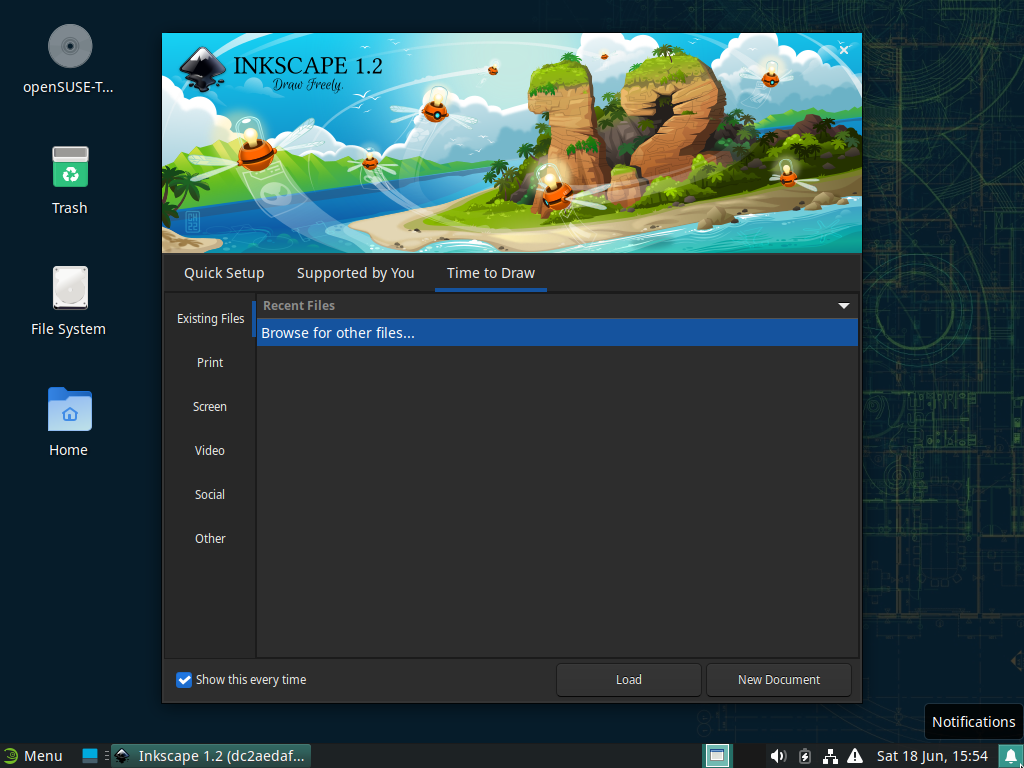 openSUSE-T...
Trash
File System
Home
INKSCAPE 1.2
Draw Freely.
Quick Setup
Supported by You
Time to Draw
Existing Files
Print
Screen
Video
Social
Other
Recent Files
Browse for other files...
Show this every time
Load
New Document
Notifications
Menu
Inkscape 1.2 (dc2aedaf...
Sat 18 Jun, 15:54